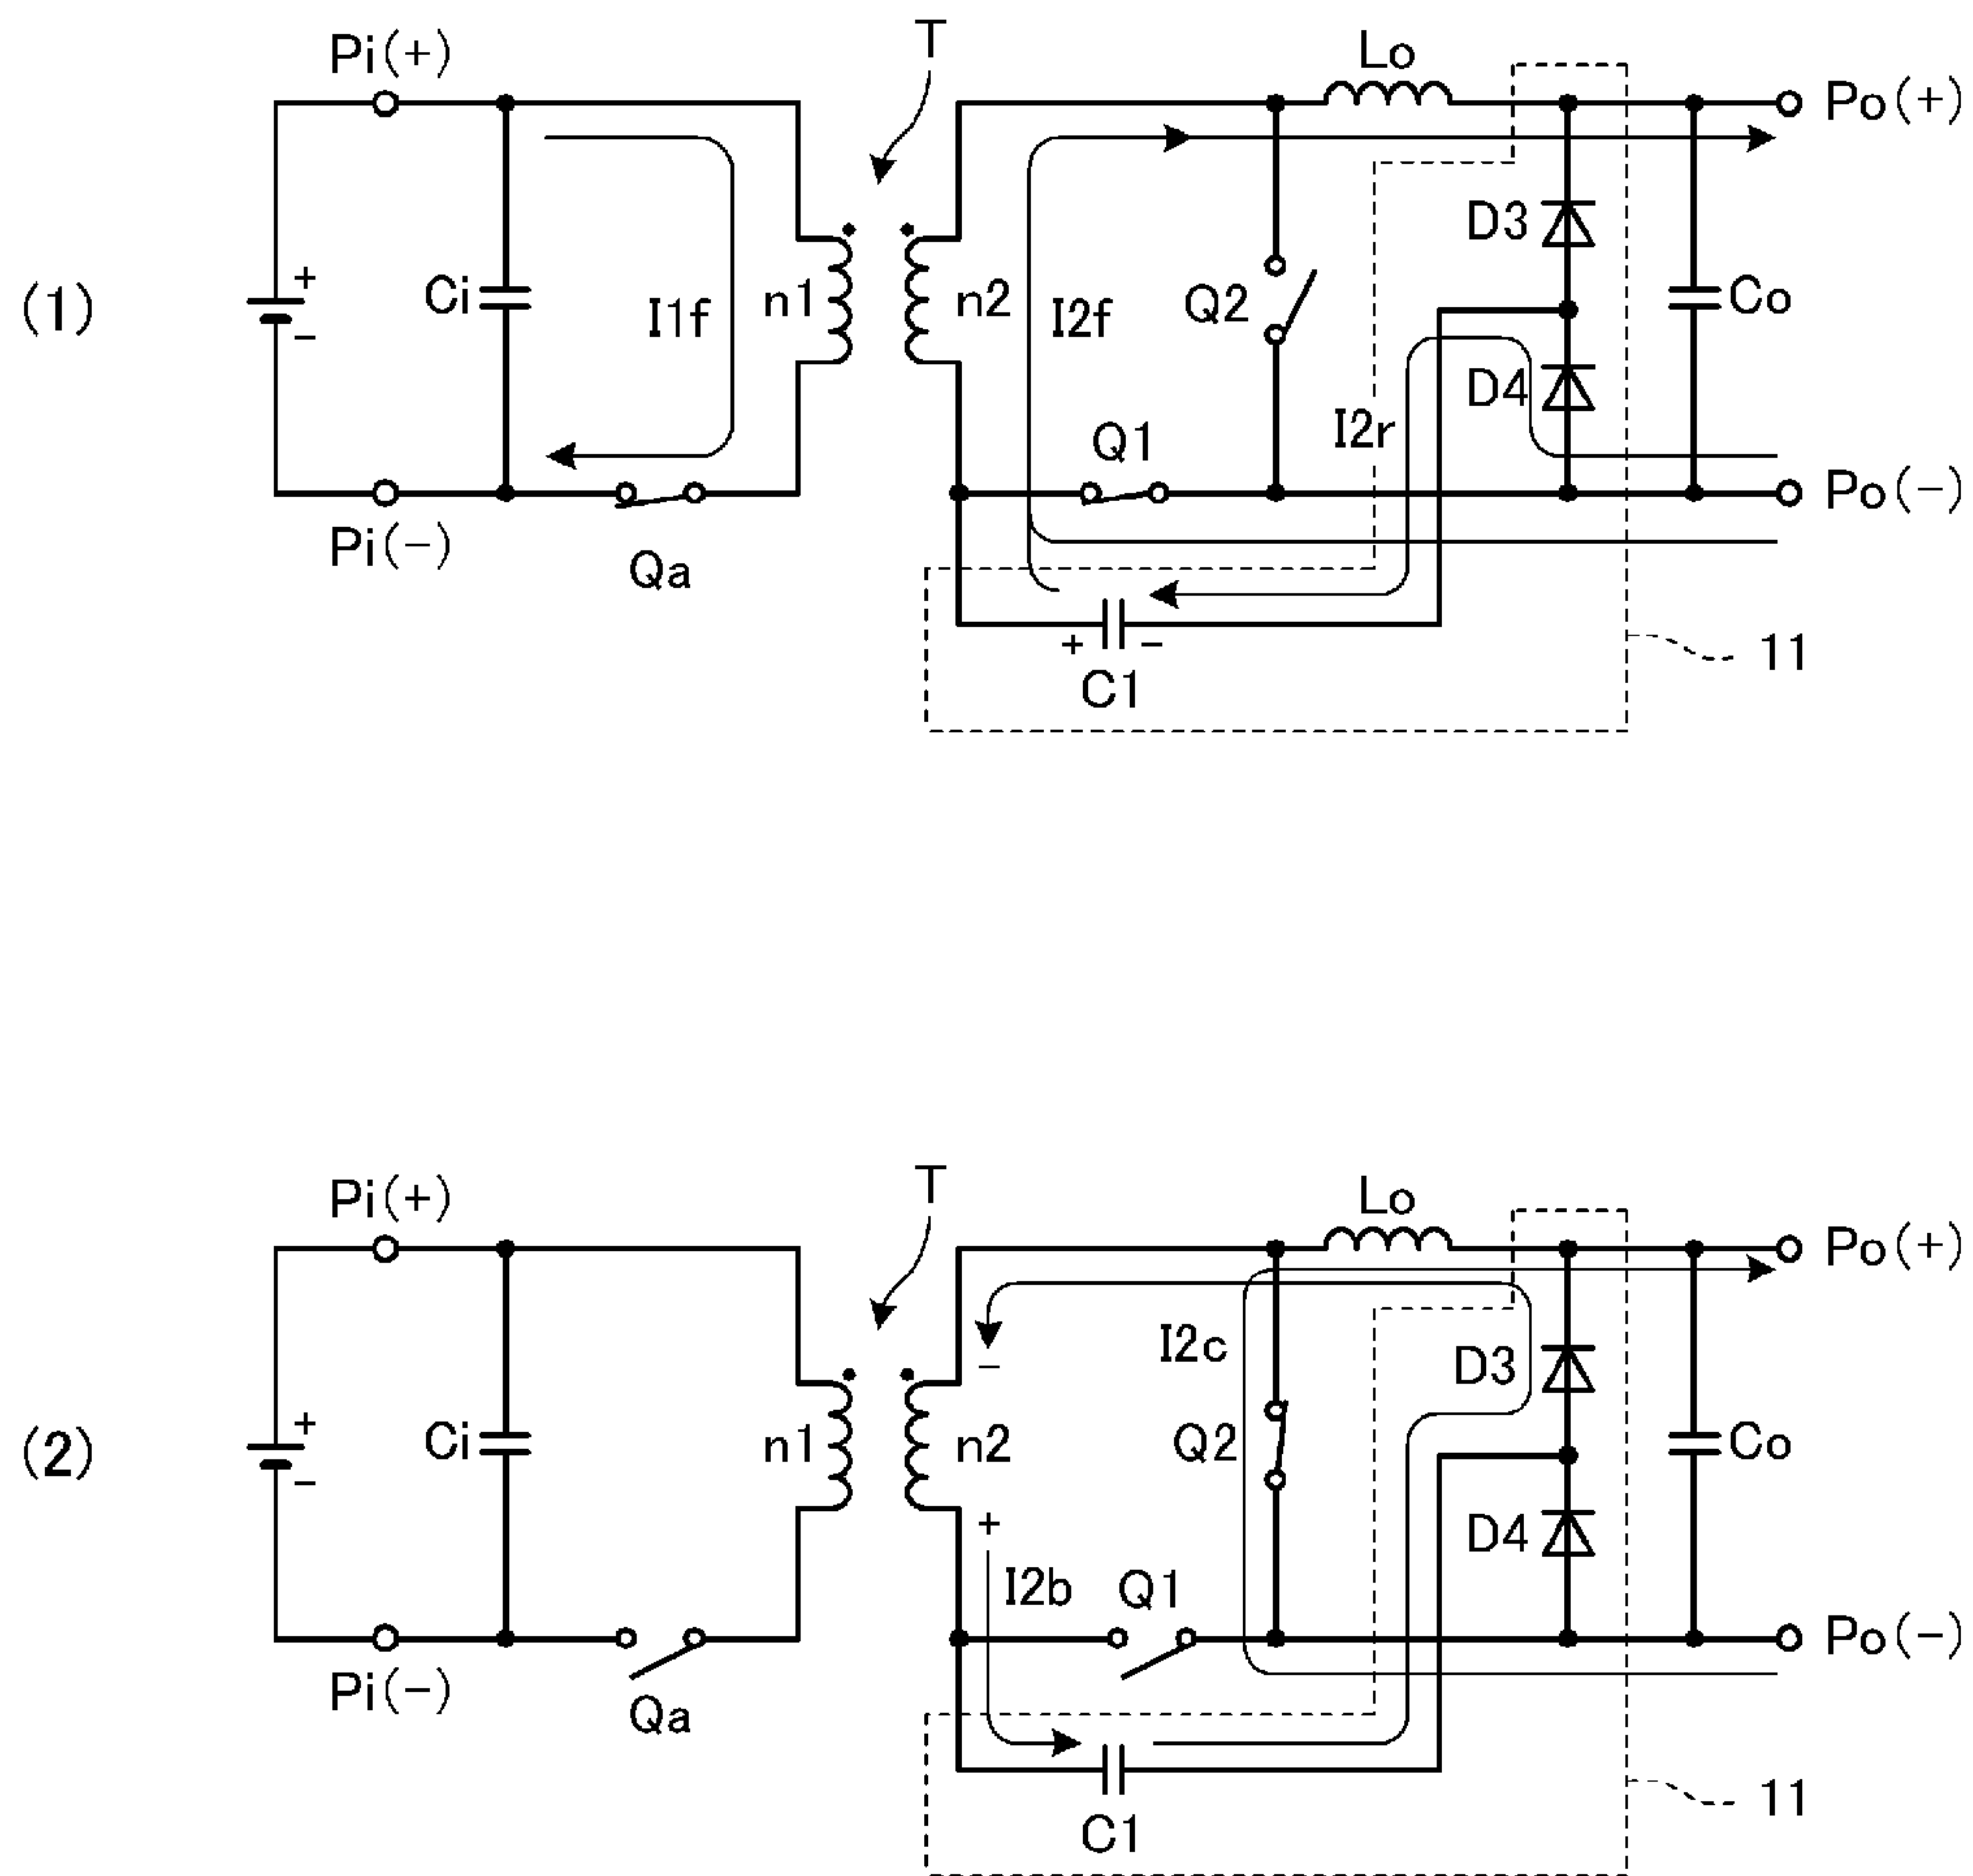 (1)
Pi(+)
T
Lo
Po(+)
D3
+
-
Ci
I1f
n1
n2
I2f
Q2
Co
D4
I2r
Q1
Po(-)
Pi(-)
Qa
+
-
C1
11
(2)
Pi(+)
T
Lo
Po(+)
I2c
D3
-
+
-
Ci
n1
n2
Q2
Co
+
D4
I2b
Q1
Po(-)
Pi(-)
Qa
C1
11